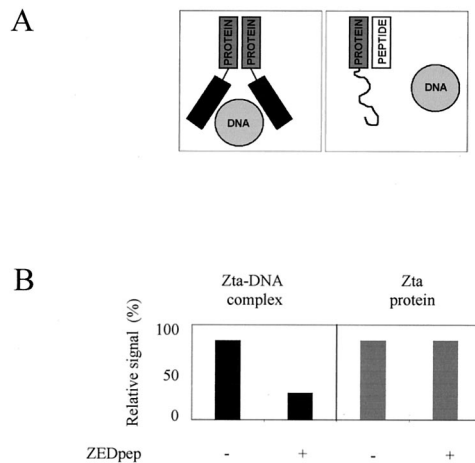 A
PROTEIN
PROTEIN
DNA
PROTEIN
PEPTIDE
DNA
B
Zta-DNA
complex
Zta
protein
Relative signal (%)
100
50
0
ZEDpep
- + - +